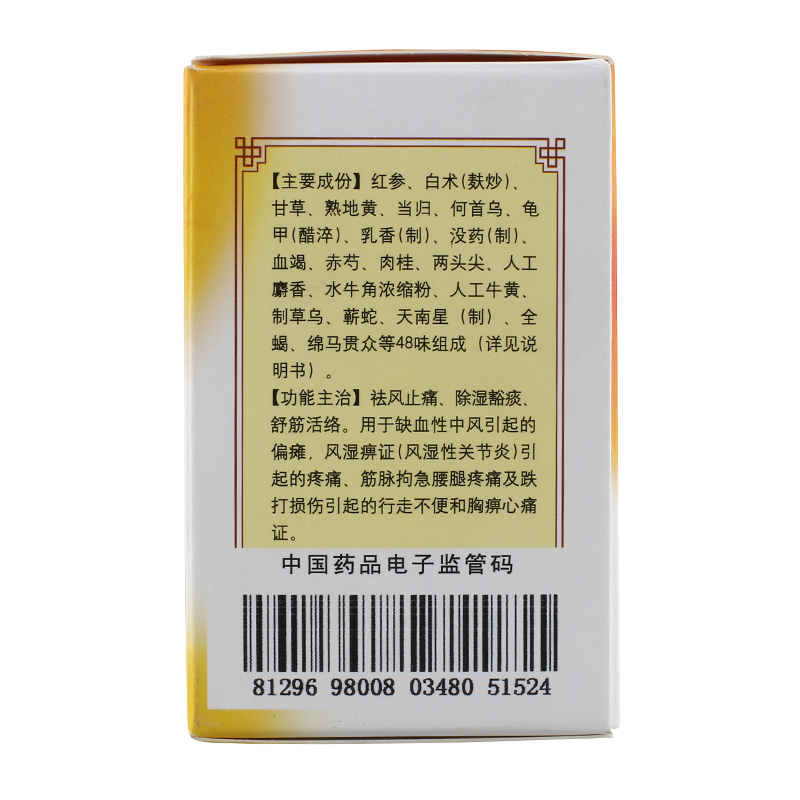 【主要成份】红参、白术(麸炒)、
甘草、熟地黄、当归、何首乌、龟
甲(醋淬)、乳香(制)、没药(制)、
血竭、赤芍、肉桂、两头尖、人工
麝香、水牛角浓缩粉、人工牛黄、
制草乌、蕲蛇、天南星（制）、全
蝎、绵马贯众等48味组成（详见说
明书）。
【功能主治】祛风止痛、除湿豁痰、
舒筋活络。用于缺血性中风引起的
偏瘫，风湿痹证(风湿性关节炎)引
起的疼痛、筋脉拘急腰腿疼痛及跌
打损伤引起的行走不便和胸痹心痛
证。
中国药品电子监管码
81296 98008 03480 51524